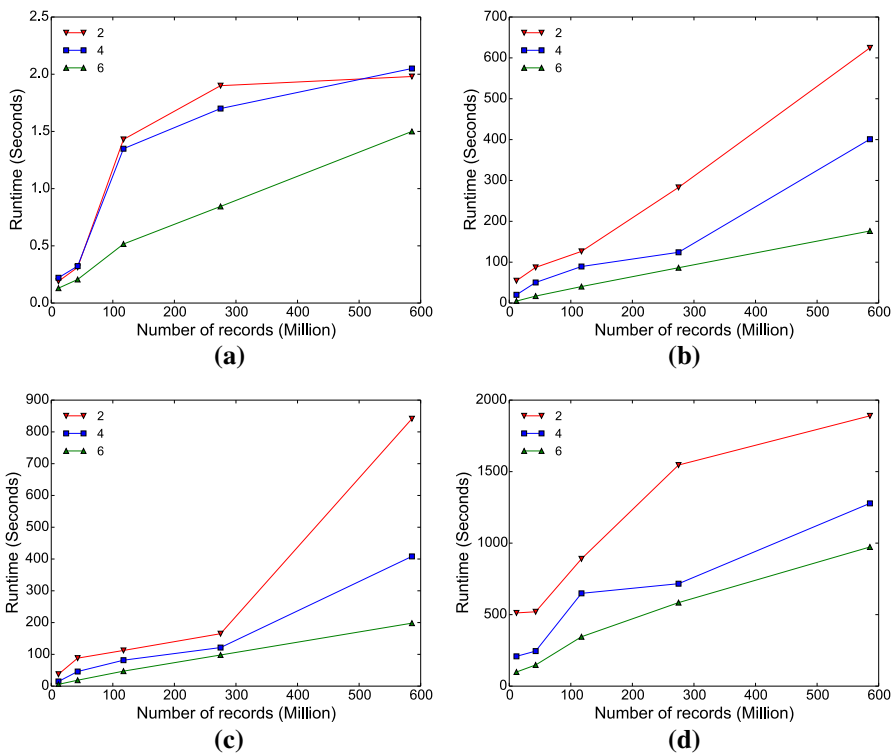 2.5
2.0
1.5
1.0
0.5
0.0
Runtime (Seconds)
2
4
6
0 100 200 300 400 500 600
Number of records (Million)
(a)
700
600
500
400
300
200
100
0
Runtime (Seconds)
2
4
6
0 100 200 300 400 500 600
Number of records (Million)
(b)
900
800
700
600
500
400
300
200
100
0
Runtime (Seconds)
2
4
6
0 100 200 300 400 500 600
Number of records (Million)
(c)
2000
1500
1000
500
0
Runtime (Seconds)
2
4
6
0 100 200 300 400 500 600
Number of records (Million)
(d)